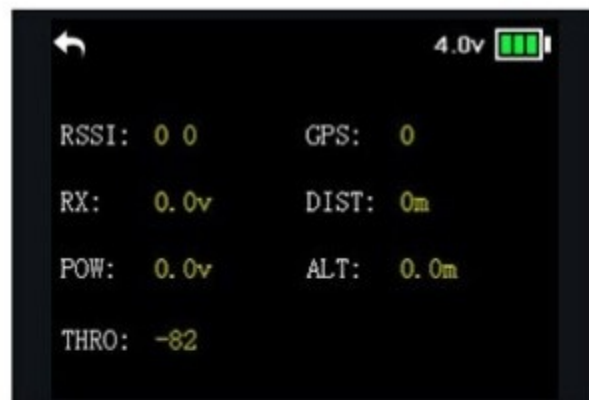 4.0v
RSSI: 0 0 GPS: 0
RX: 0.0v DIST: 0m
POW: 0.0v ALT: 0.0m
THRO: -82